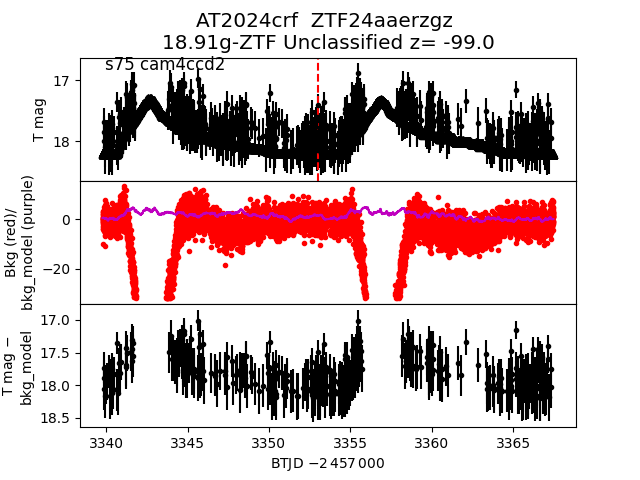 AT2024crf  ZTF24aaerzgz
18.91g-ZTF Unclassified z= -99.0
s75 cam4ccd2
17
18
T mag
0
−20
Bkg (red)/
bkg_model (purple)
17.0
17.5
18.0
18.5
T mag −
bkg_model
3340
3345
3350
3355
3360
3365
BTJD −2 457 000